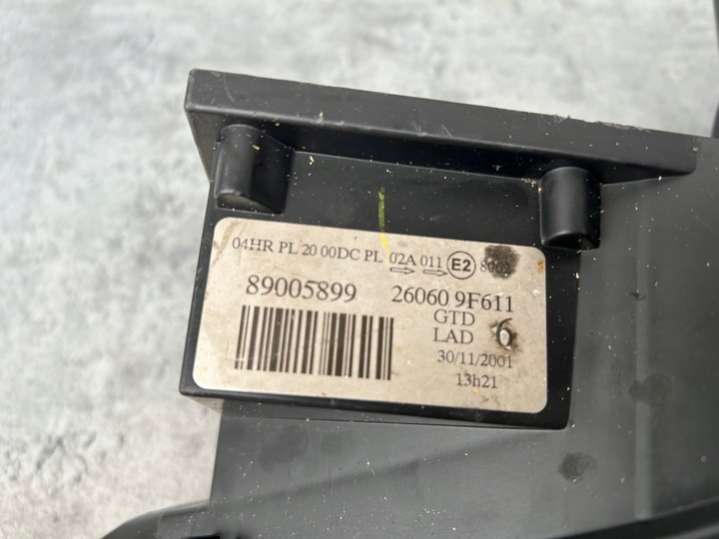 04HR PL 20 00DC PL 02A 011 E2
89005899 26060 9F611
GTD
LAD 6
30/11/2001
13h21